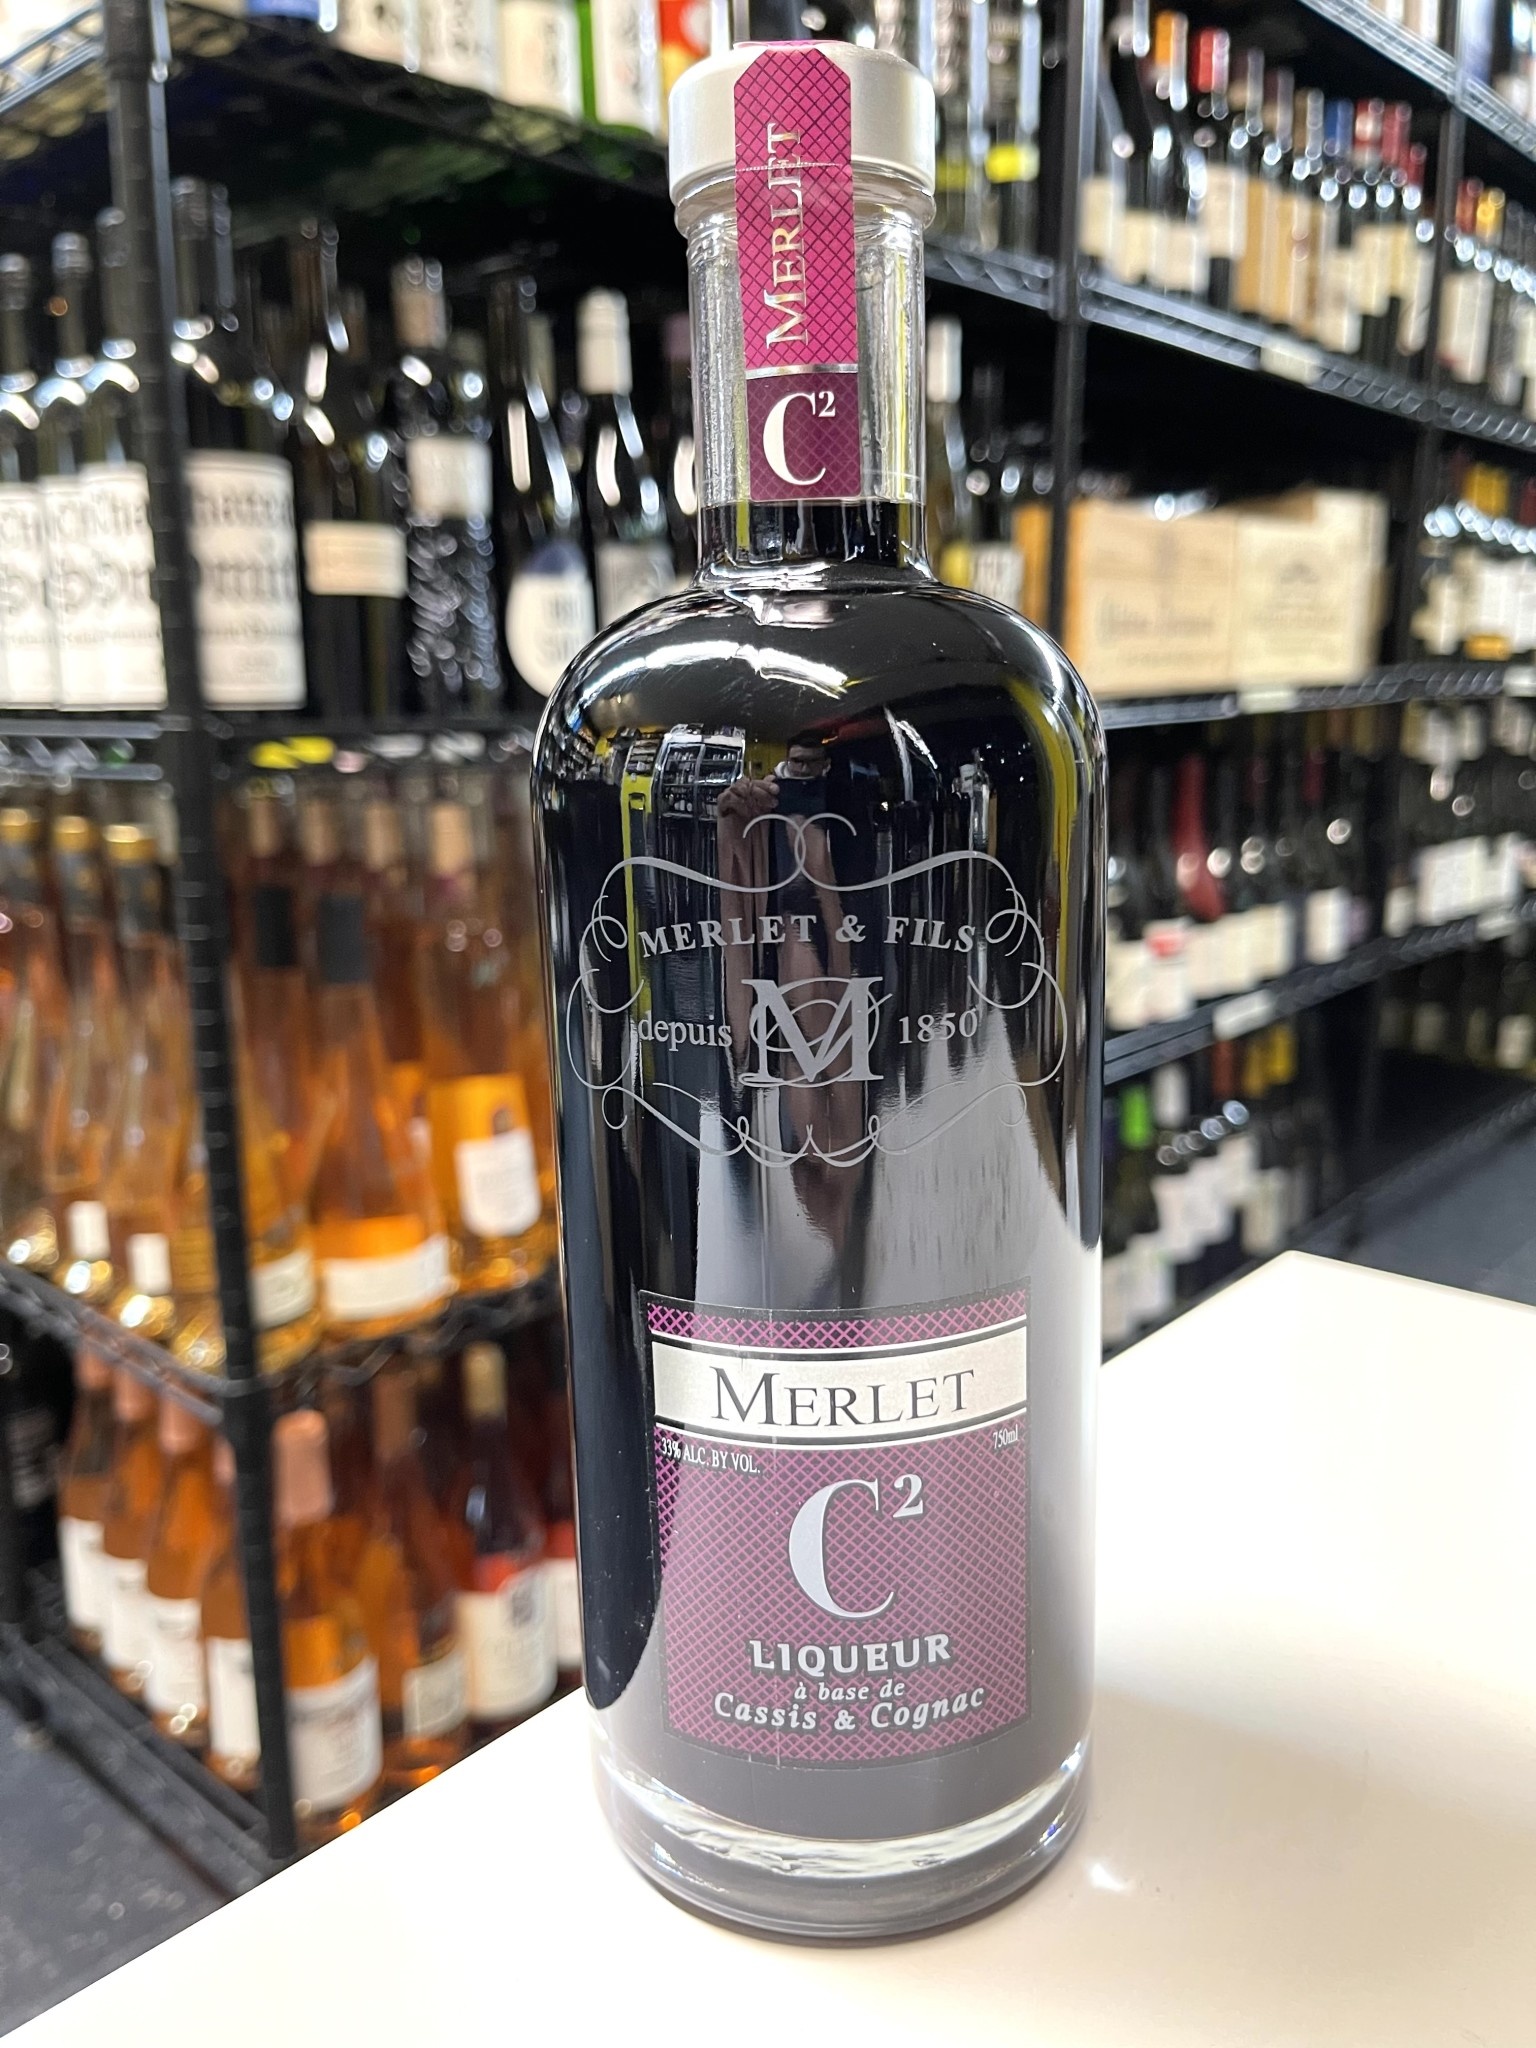 MERLET
C²
MERLET & FILS
depuis M 1850
MERLET
33% ALC. BY VOL. 750ml
C²
LIQUEUR
à base de
Cassis & Cognac